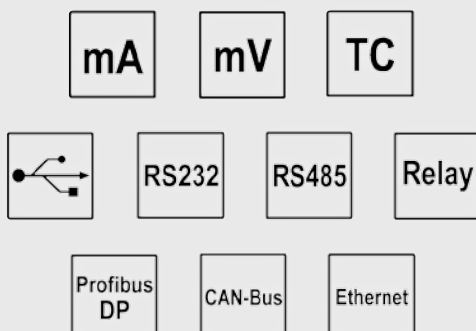 mA
mV
TC
RS232
RS485
Relay
Profibus
DP
CAN-Bus
Ethernet